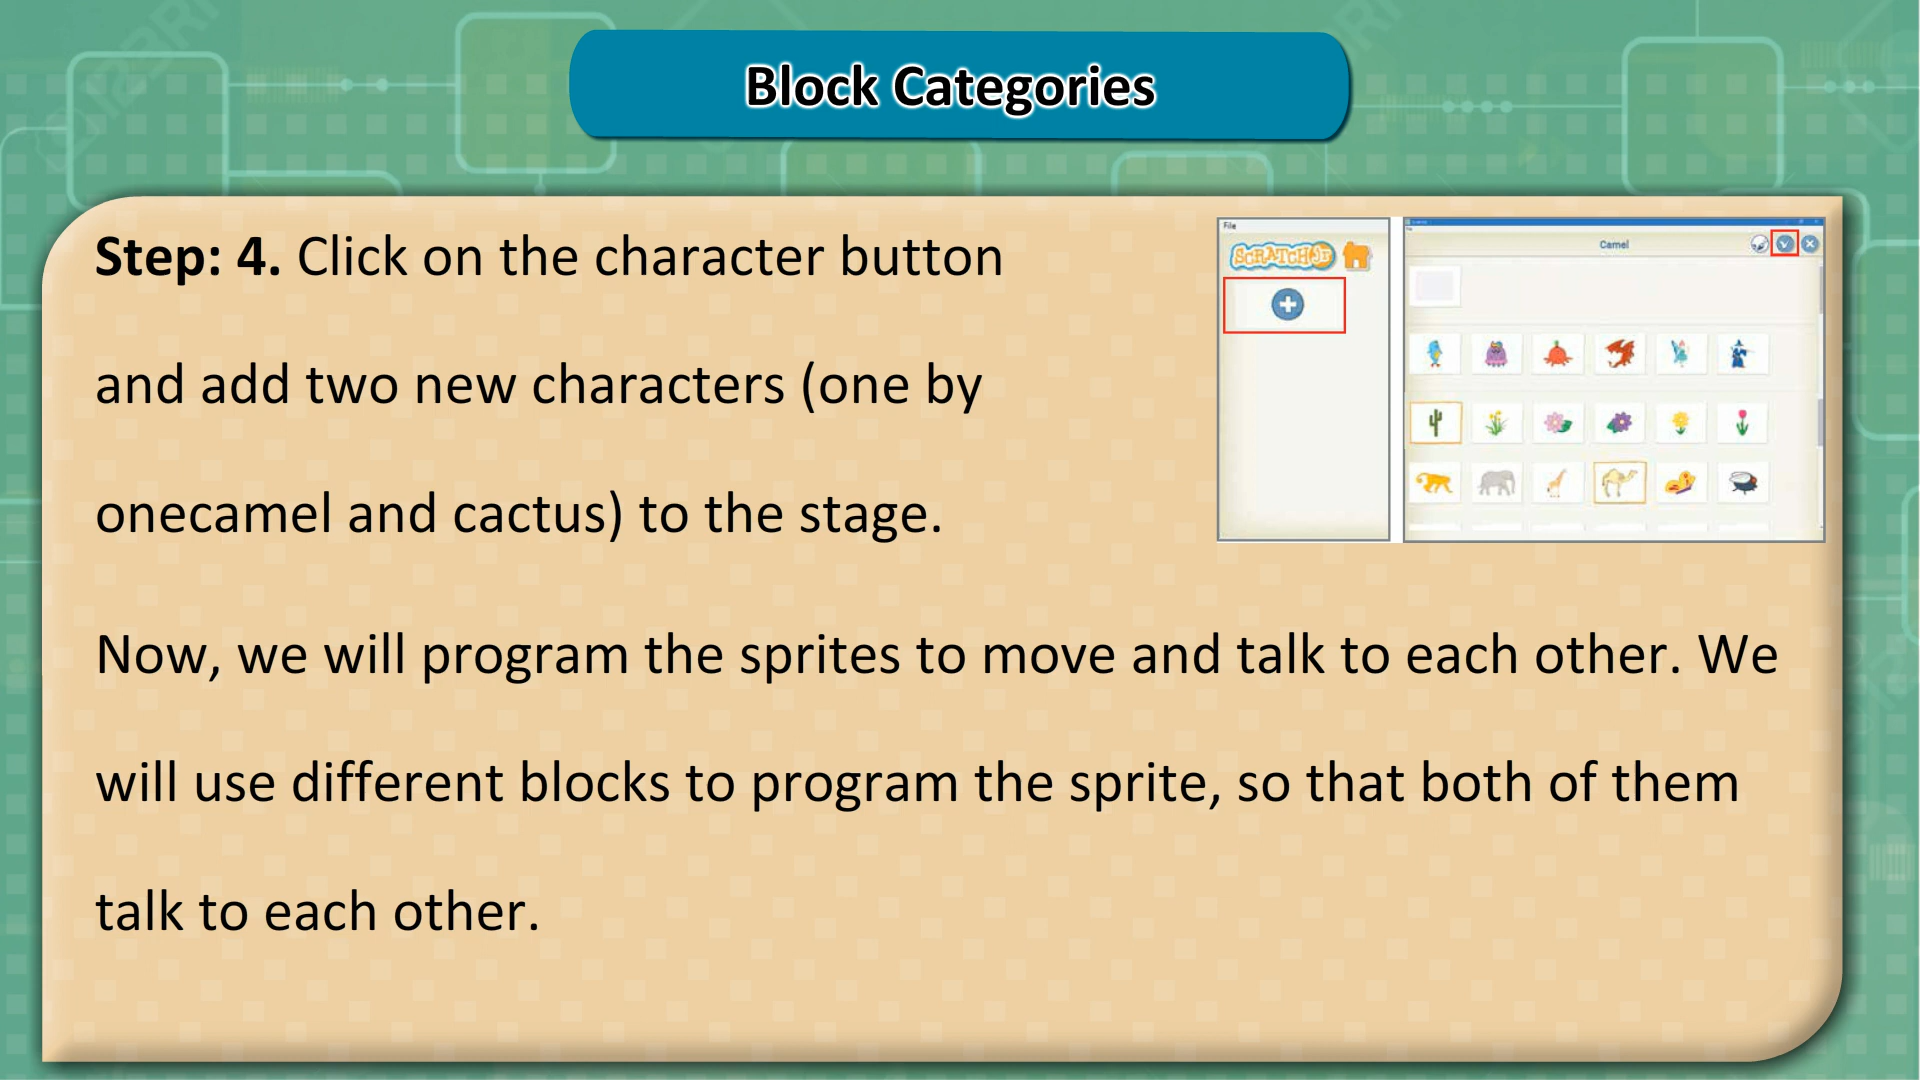 Block Categories
Step: 4. Click on the character button
and add two new characters (one by
onecamel and cactus) to the stage.
File
SCRATCHJR
Camel
Now, we will program the sprites to move and talk to each other. We
will use different blocks to program the sprite, so that both of them
talk to each other.